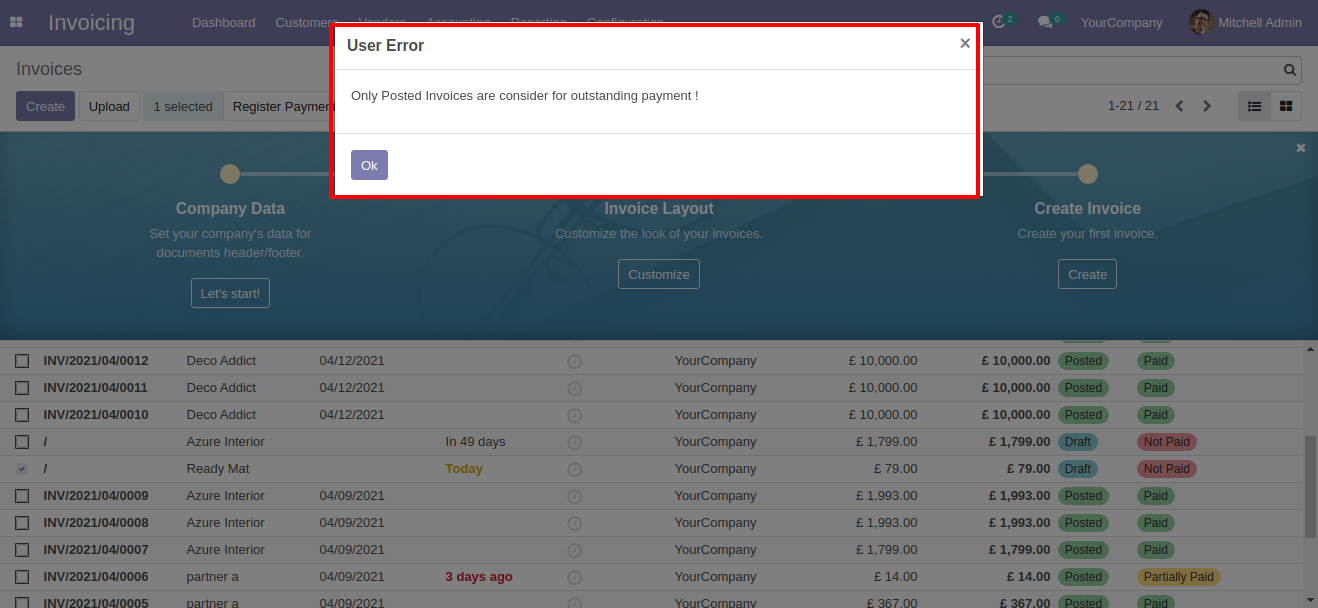 Invoicing
Dashboard Customers Vendors Accounting Reporting Configuration
2 6 YourCompany Mitchell Admin
User Error ×
Only Posted Invoices are consider for outstanding payment !
Ok
Invoices
Create Upload 1 selected Register Payment
1-21 / 21
Company Data
Set your company's data for
documents header/footer.
Let's start!
Invoice Layout
Customize the look of your invoices.
Customize
Create Invoice
Create your first invoice.
Create
INV/2021/04/0012 Deco Addict 04/12/2021 YourCompany £ 10,000.00 £ 10,000.00 Posted Paid
INV/2021/04/0011 Deco Addict 04/12/2021 YourCompany £ 10,000.00 £ 10,000.00 Posted Paid
INV/2021/04/0010 Deco Addict 04/12/2021 YourCompany £ 10,000.00 £ 10,000.00 Posted Paid
/ Azure Interior In 49 days YourCompany £ 1,799.00 £ 1,799.00 Draft Not Paid
/ Ready Mat Today YourCompany £ 79.00 £ 79.00 Draft Not Paid
INV/2021/04/0009 Azure Interior 04/09/2021 YourCompany £ 1,993.00 £ 1,993.00 Posted Paid
INV/2021/04/0008 Azure Interior 04/09/2021 YourCompany £ 1,993.00 £ 1,993.00 Posted Paid
INV/2021/04/0007 Azure Interior 04/09/2021 YourCompany £ 1,799.00 £ 1,799.00 Posted Paid
INV/2021/04/0006 partner a 04/09/2021 3 days ago YourCompany £ 14.00 £ 14.00 Posted Partially Paid
INV/2021/04/0005 partner a 04/09/2021 YourCompany £ 367.00 £ 367.00 Posted Paid